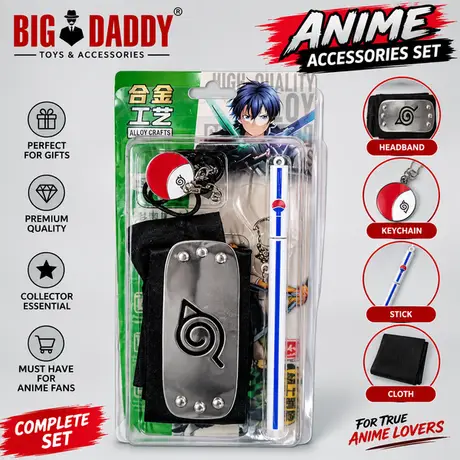 BIG DADDY®
TOYS & ACCESSORIES
ANIME
ACCESSORIES SET
PERFECT
FOR GIFTS
PREMIUM
QUALITY
COLLECTOR
ESSENTIAL
MUST HAVE
FOR ANIME FANS
COMPLETE
SET
HIGH QUALITY
合金
工艺
ALLOY CRAFTS
HEADBAND
KEYCHAIN
STICK
CLOTH
FOR TRUE
ANIME LOVERS